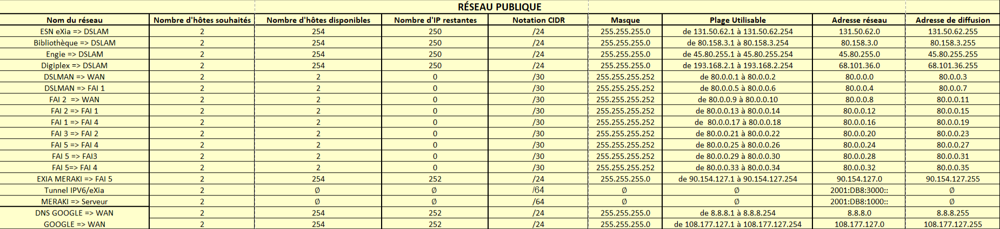 RÉSEAU PUBLIQUE
Nom du réseau Nombre d'hôtes souhaités Nombre d'hôtes disponibles Nombre d'IP restantes Notation CIDR Masque Plage Utilisable Adresse réseau Adresse de diffusion
ESN eXia => DSLAM 2 254 250 /24 255.255.255.0 de 131.50.62.1 à 131.50.62.254 131.50.62.0 131.50.62.255
Bibliothèque => DSLAM 2 254 250 /24 255.255.255.0 de 80.158.3.1 à 80.158.3.254 80.158.3.0 80.158.3.255
Engie => DSLAM 2 254 250 /24 255.255.255.0 de 45.80.255.1 à 45.80.255.254 45.80.255.0 45.80.255.255
Digiplex => DSLAM 2 254 250 /24 255.255.255.0 de 193.168.2.1 à 193.168.2.254 68.101.36.0 68.101.36.255
DSLMAN => WAN 2 2 0 /30 255.255.255.252 de 80.0.0.1 à 80.0.0.2 80.0.0.0 80.0.0.3
DSLMAN => FAI 1 2 2 0 /30 255.255.255.252 de 80.0.0.5 à 80.0.0.6 80.0.0.4 80.0.0.7
FAI 2 => WAN 2 2 0 /30 255.255.255.252 de 80.0.0.9 à 80.0.0.10 80.0.0.8 80.0.0.11
FAI 2 => FAI 1 2 2 0 /30 255.255.255.252 de 80.0.0.13 à 80.0.0.14 80.0.0.12 80.0.0.15
FAI 1 => FAI 4 2 2 0 /30 255.255.255.252 de 80.0.0.17 à 80.0.0.18 80.0.0.16 80.0.0.19
FAI 3 => FAI 2 2 2 0 /30 255.255.255.252 de 80.0.0.21 à 80.0.0.22 80.0.0.20 80.0.0.23
FAI 5 => FAI 4 2 2 0 /30 255.255.255.252 de 80.0.0.25 à 80.0.0.26 80.0.0.24 80.0.0.27
FAI 5 => FAI3 2 2 0 /30 255.255.255.252 de 80.0.0.29 à 80.0.0.30 80.0.0.28 80.0.0.31
FAI 5=> FAI 4 2 2 0 /30 255.255.255.252 de 80.0.0.33 à 80.0.0.34 80.0.0.32 80.0.0.35
EXIA MERAKI => FAI 5 2 254 252 /24 255.255.255.0 de 90.154.127.1 à 90.154.127.254 90.154.127.0 90.154.127.255
Tunnel IPV6/eXia 2 Ø Ø /64 Ø Ø 2001:DB8:3000:: Ø
MERAKI => Serveur 2 Ø Ø /64 Ø Ø 2001:DB8:1000:: Ø
DNS GOOGLE => WAN 2 254 252 /24 255.255.255.0 de 8.8.8.1 à 8.8.8.254 8.8.8.0 8.8.8.255
GOOGLE => WAN 2 254 252 /24 255.255.255.0 de 108.177.127.1 à 108.177.127.254 108.177.127.0 108.177.127.255